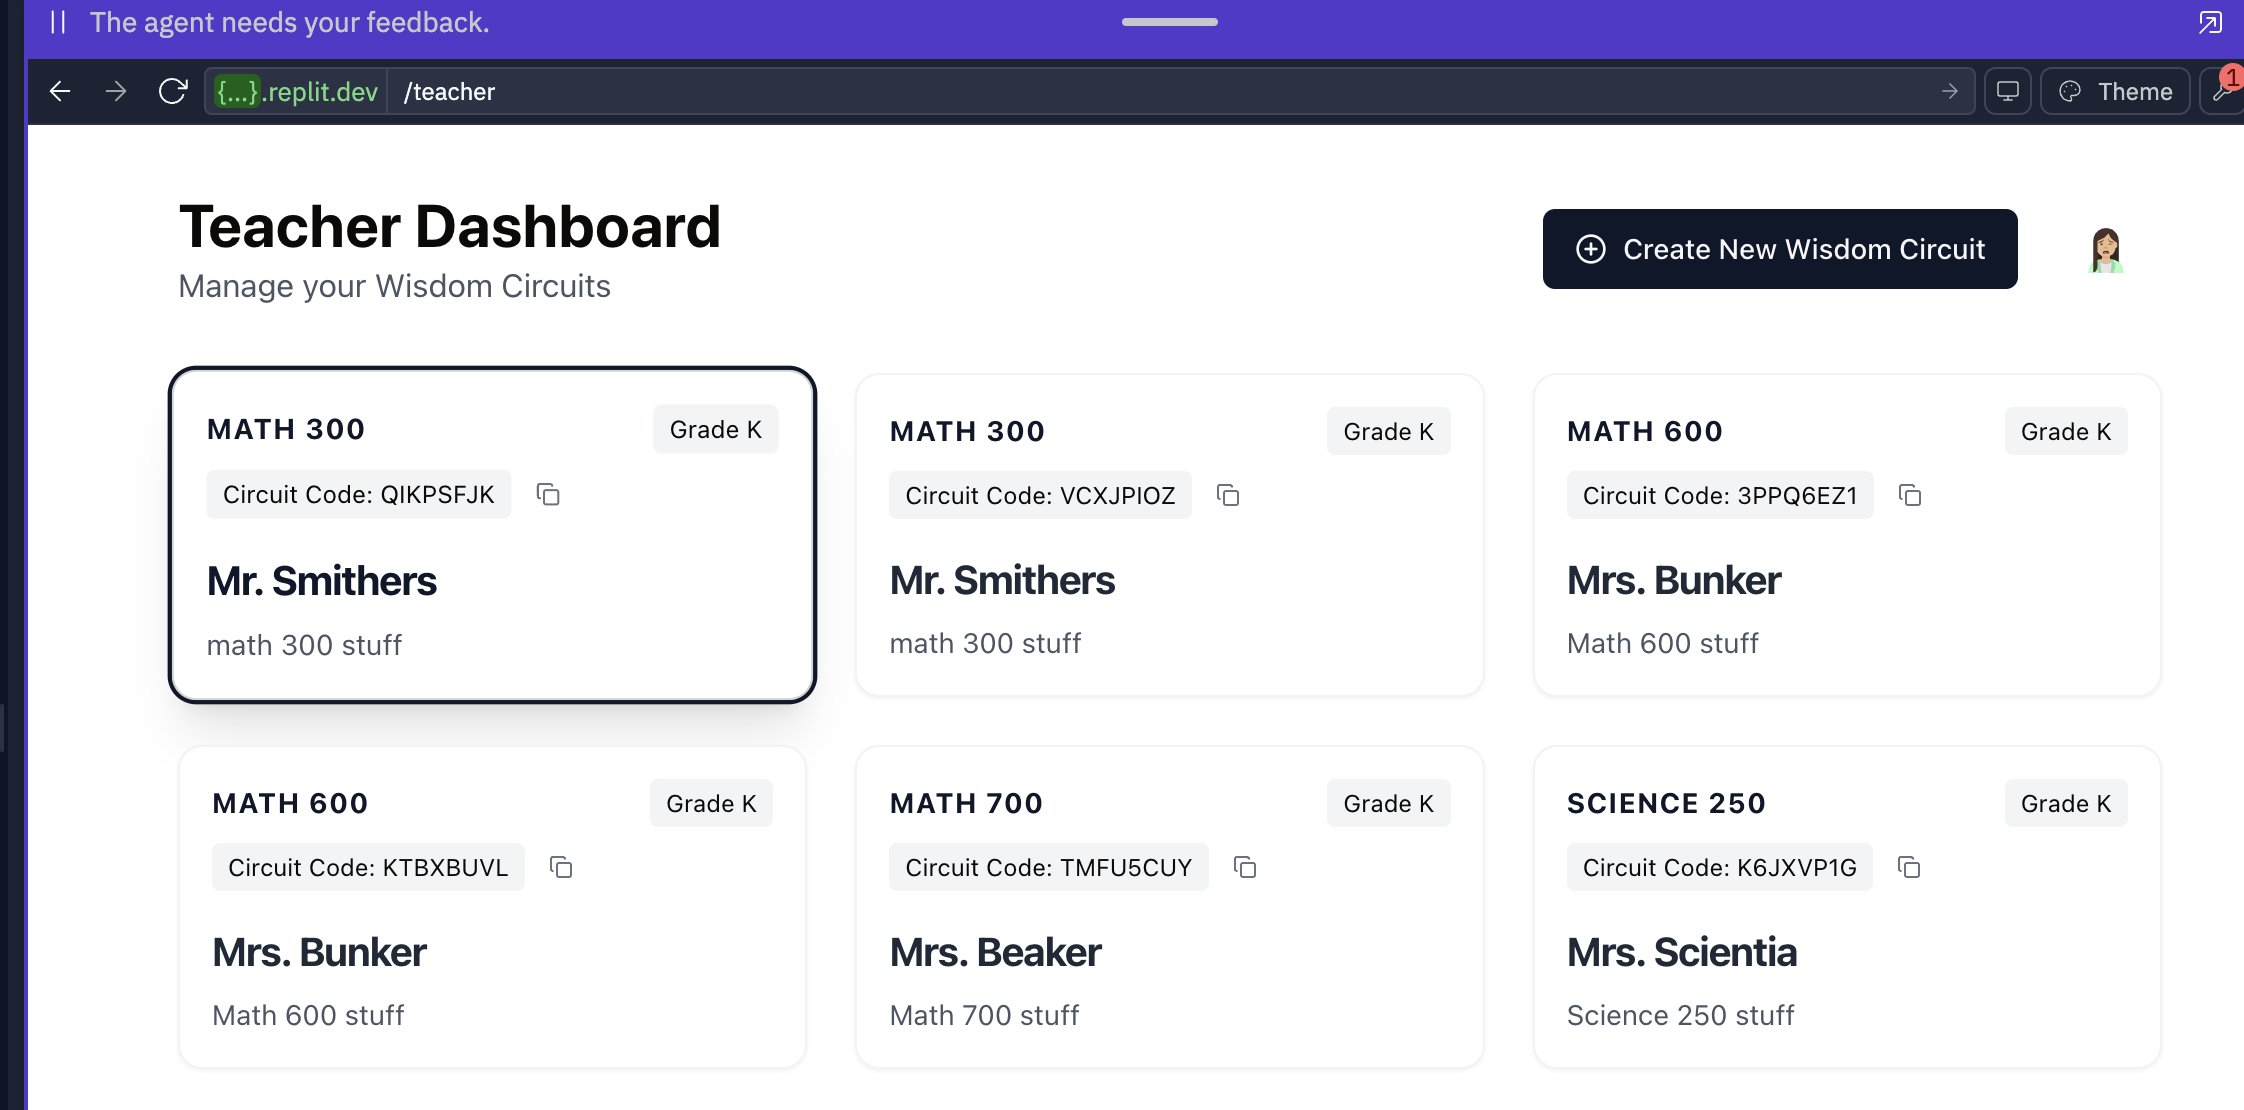 The agent needs your feedback.
{...}.replit.dev /teacher
Theme
1
Teacher Dashboard
Manage your Wisdom Circuits
Create New Wisdom Circuit
MATH 300
Grade K
Circuit Code: QIKPSFJK
Mr. Smithers
math 300 stuff
MATH 300
Grade K
Circuit Code: VCXJPIOZ
Mr. Smithers
math 300 stuff
MATH 600
Grade K
Circuit Code: 3PPQ6EZ1
Mrs. Bunker
Math 600 stuff
MATH 600
Grade K
Circuit Code: KTBXBUVL
Mrs. Bunker
Math 600 stuff
MATH 700
Grade K
Circuit Code: TMFU5CUY
Mrs. Beaker
Math 700 stuff
SCIENCE 250
Grade K
Circuit Code: K6JXVP1G
Mrs. Scientia
Science 250 stuff